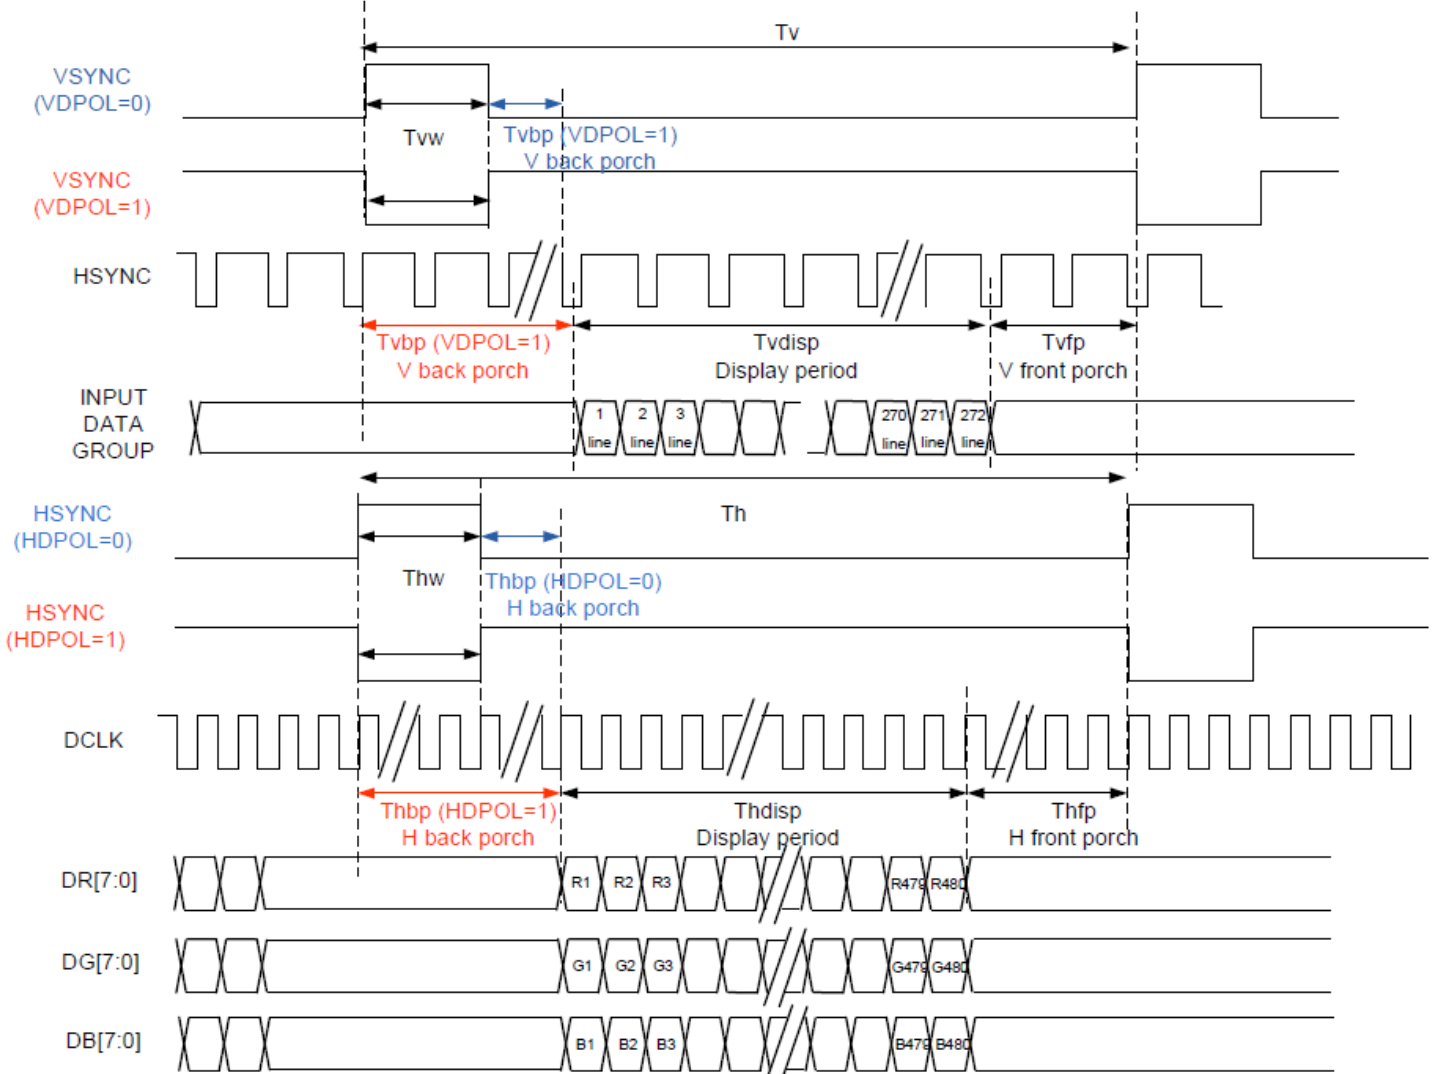 Tv
VSYNC
(VDPOL=0)
Tvw
Tvbp (VDPOL=1)
V back porch
VSYNC
(VDPOL=1)
HSYNC
Tvbp (VDPOL=1)
V back porch
Tvdisp
Display period
Tvfp
V front porch
INPUT
DATA
GROUP
1
line
2
line
3
line
270
line
271
line
272
line
HSYNC
(HDPOL=0)
Th
Thw
Thbp (HDPOL=0)
H back porch
HSYNC
(HDPOL=1)
DCLK
Thbp (HDPOL=1)
H back porch
Thdisp
Display period
Thfp
H front porch
DR[7:0]
R1 R2 R3 R479 R480
DG[7:0]
G1 G2 G3 G479 G480
DB[7:0]
B1 B2 B3 B479 B480